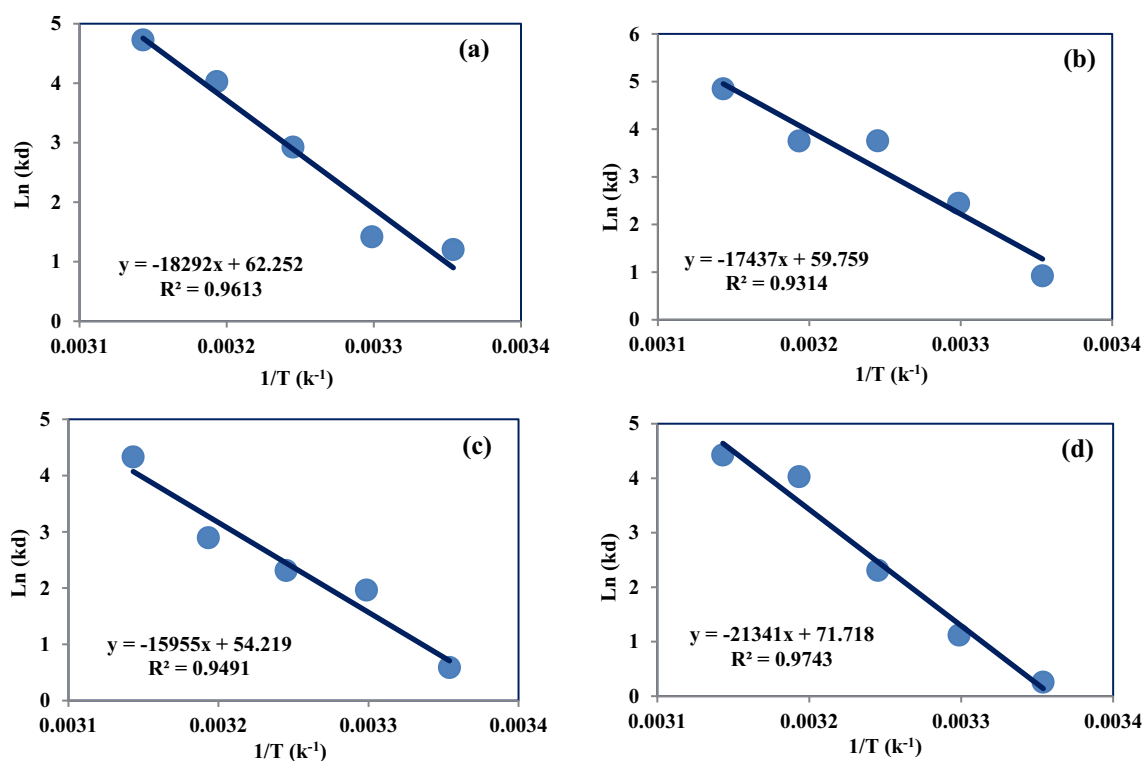 (a)
5
4
3
2
1
0
Ln (kd)
y = -18292x + 62.252
R² = 0.9613
0.0031
0.0032
0.0033
0.0034
1/T (k⁻¹)
(b)
6
5
4
3
2
1
0
Ln (kd)
y = -17437x + 59.759
R² = 0.9314
0.0031
0.0032
0.0033
0.0034
1/T (k⁻¹)
(c)
5
4
3
2
1
0
Ln (kd)
y = -15955x + 54.219
R² = 0.9491
0.0031
0.0032
0.0033
0.0034
1/T (k⁻¹)
(d)
5
4
3
2
1
0
Ln (kd)
y = -21341x + 71.718
R² = 0.9743
0.0031
0.0032
0.0033
0.0034
1/T (k⁻¹)